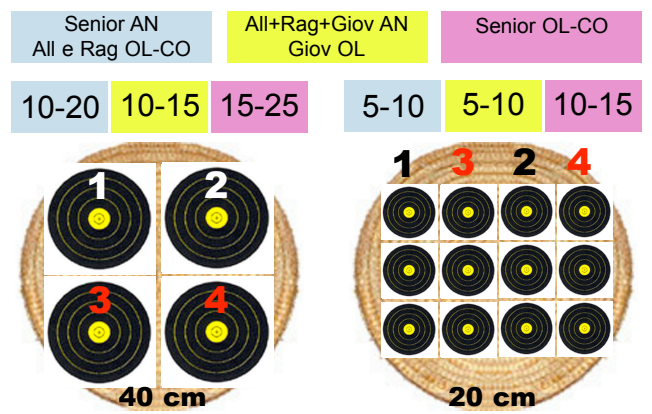 Senior AN
All e Rag OL-CO
All+Rag+Giov AN
Giov OL
Senior OL-CO
10-20 10-15 15-25
5-10 5-10 10-15
1 2
3 4
40 cm
1 3 2 4
20 cm